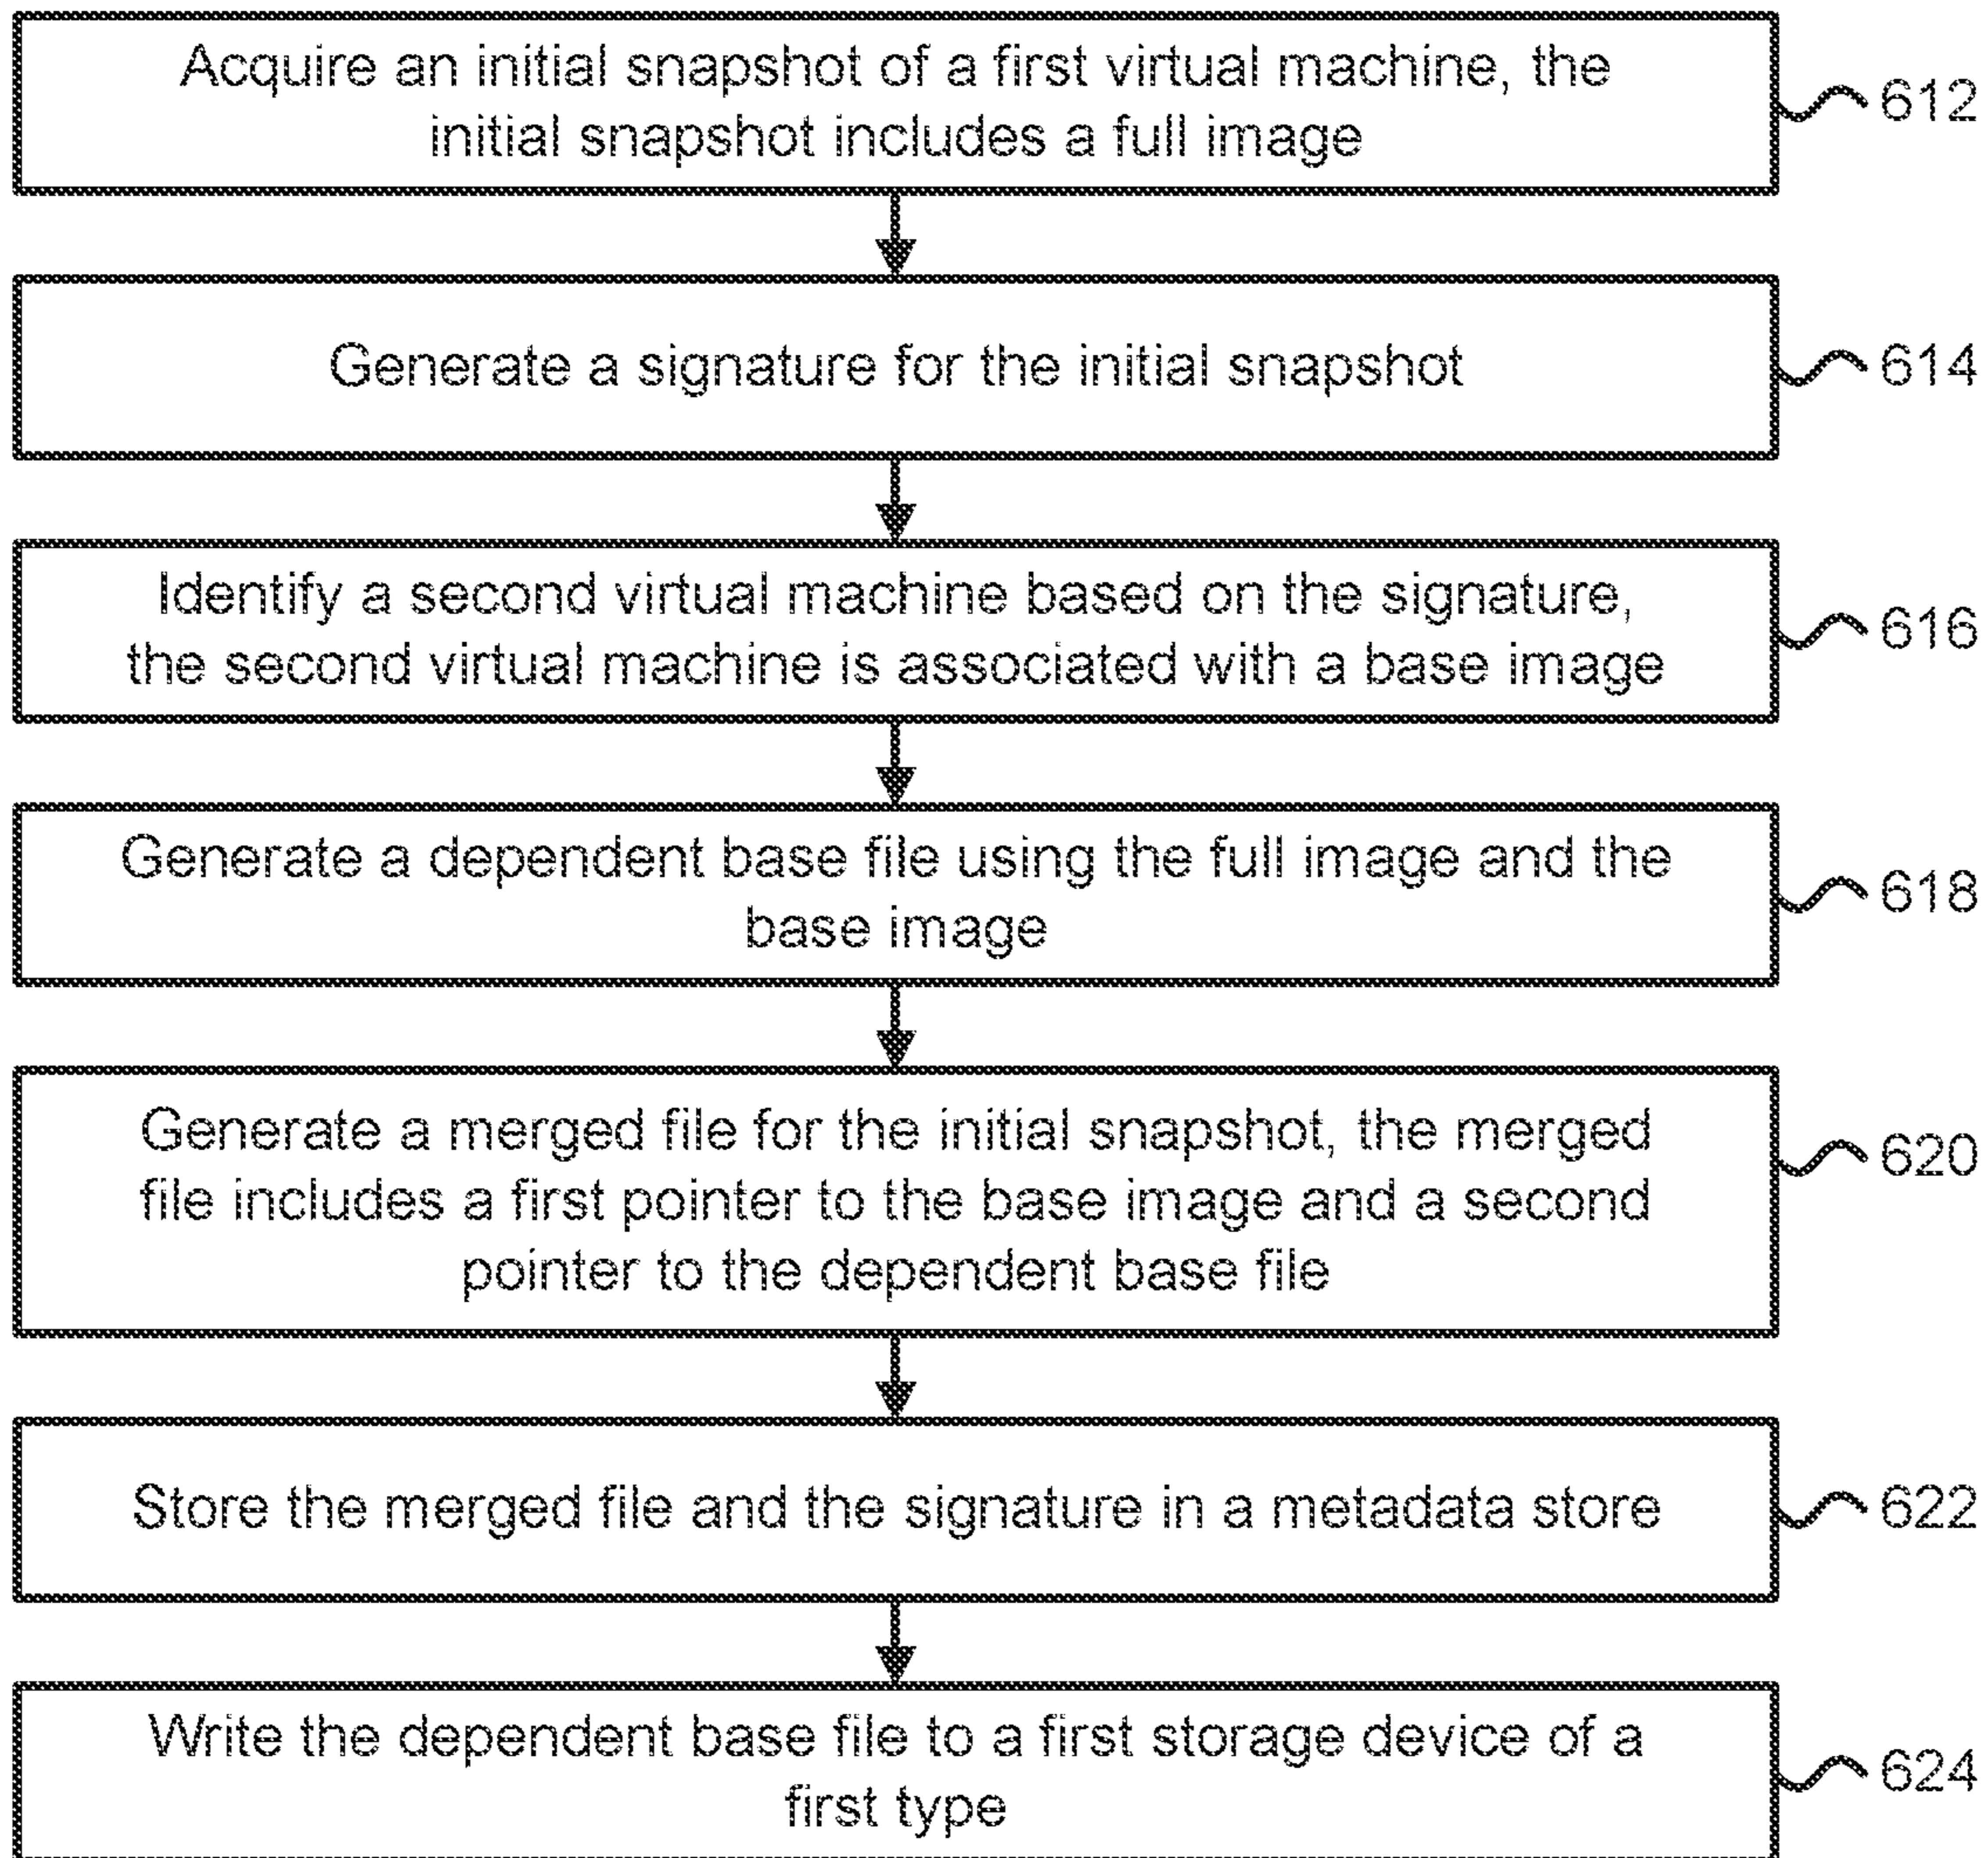 Acquire an initial snapshot of a first virtual machine, the
initial snapshot includes a full image
612
Generate a signature for the initial snapshot
614
Identify a second virtual machine based on the signature,
the second virtual machine is associated with a base image
616
Generate a dependent base file using the full image and the
base image
618
Generate a merged file for the initial snapshot, the merged
file includes a first pointer to the base image and a second
pointer to the dependent base file
620
Store the merged file and the signature in a metadata store
622
Write the dependent base file to a first storage device of a
first type
624